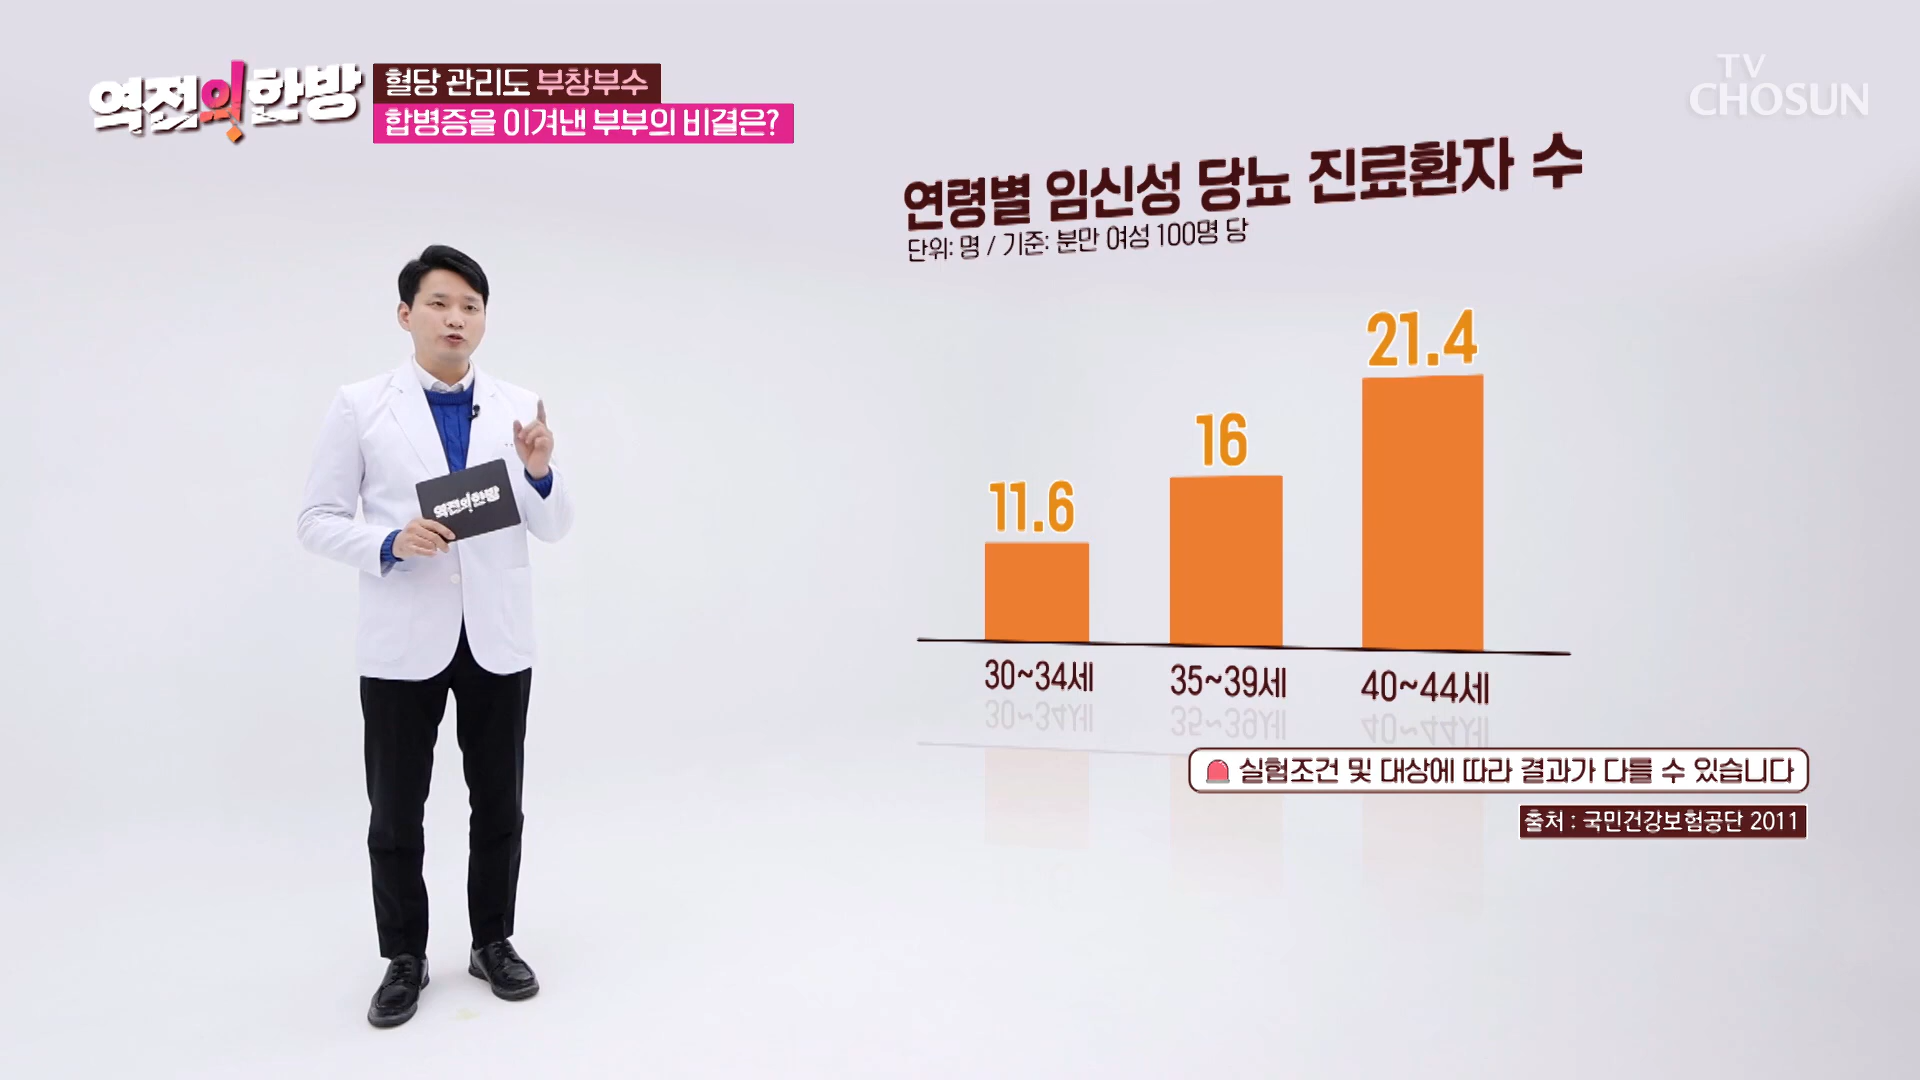 역전의 한방
혈당 관리도 부창부수
합병증을 이겨낸 부부의 비결은?
TV
CHOSUN
연령별 임신성 당뇨 진료환자 수
단위: 명 / 기준: 분만 여성 100명 당
11.6
16
21.4
30~34세
35~39세
40~44세
역전의 한방
실험조건 및 대상에 따라 결과가 다를 수 있습니다
출처 : 국민건강보험공단 2011